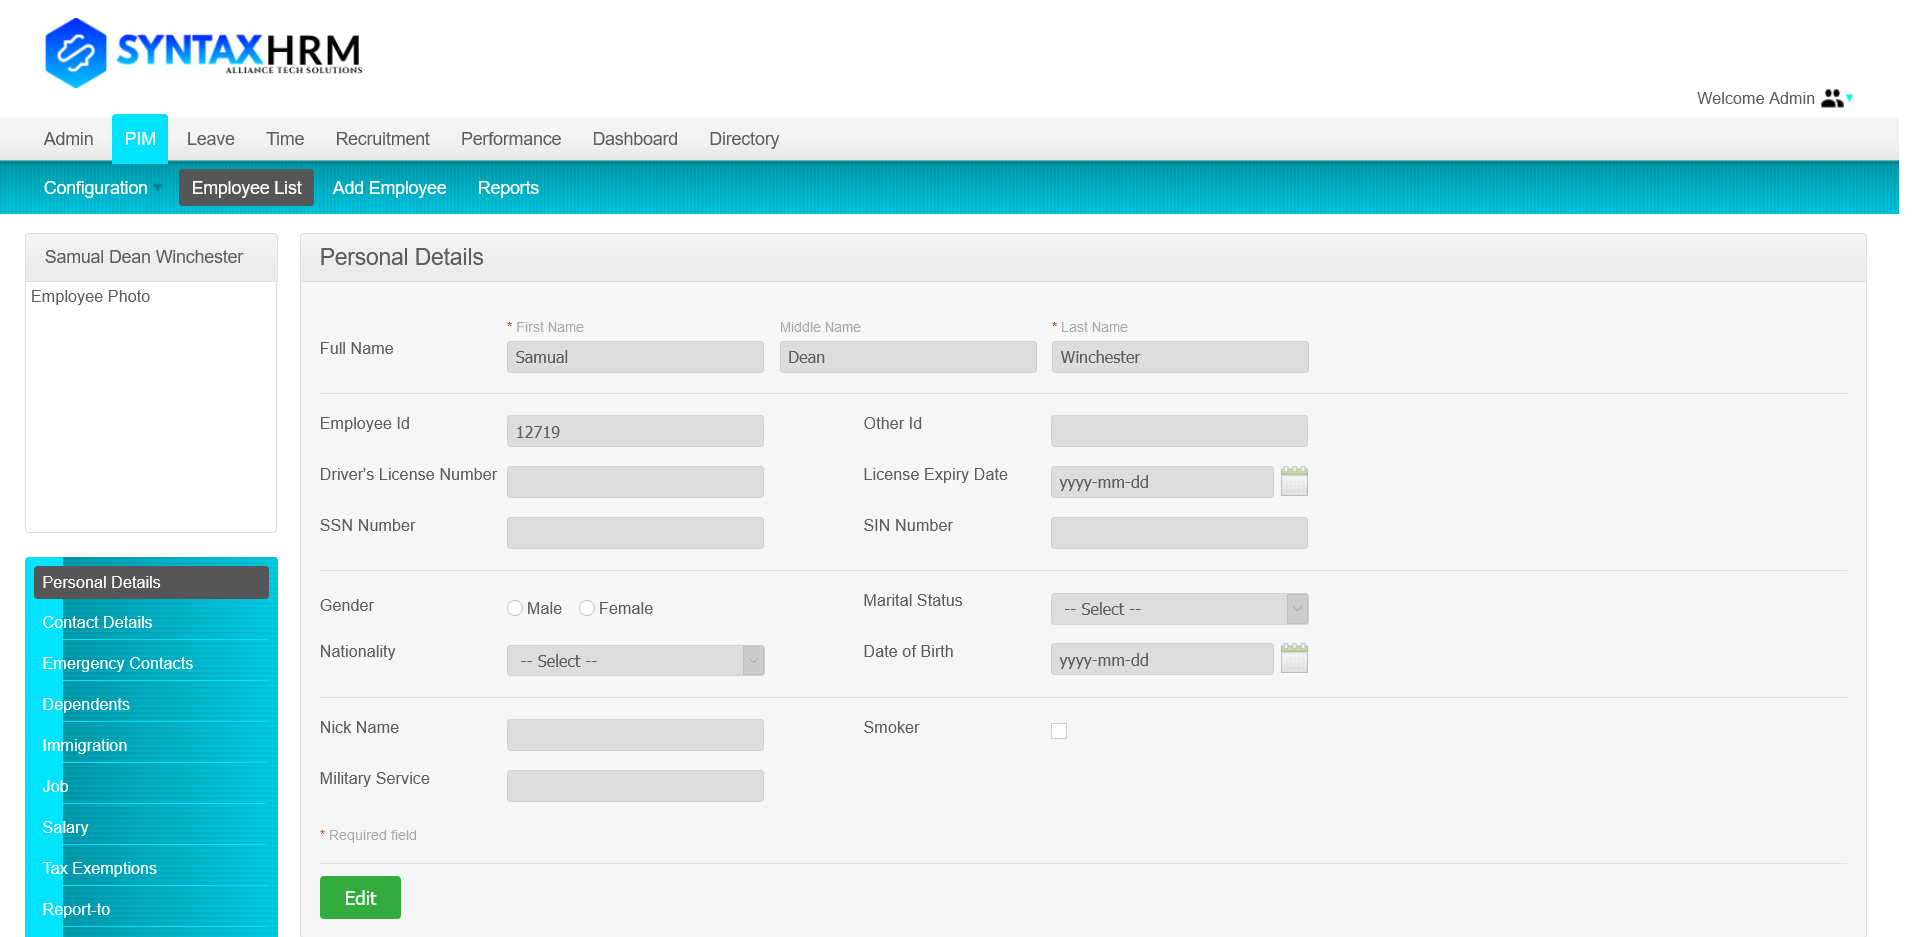 SYNTAXHRM
ALLIANCE TECH SOLUTIONS
Welcome Admin
Admin PIM Leave Time Recruitment Performance Dashboard Directory
Configuration Employee List Add Employee Reports
Samual Dean Winchester
Employee Photo
Personal Details
Contact Details
Emergency Contacts
Dependents
Immigration
Job
Salary
Tax Exemptions
Report-to
Personal Details
* First Name Middle Name * Last Name
Full Name Samual Dean Winchester
Employee Id 12719 Other Id
Driver's License Number License Expiry Date yyyy-mm-dd
SSN Number SIN Number
Gender Male Female Marital Status -- Select --
Nationality -- Select -- Date of Birth yyyy-mm-dd
Nick Name Smoker
Military Service
* Required field
Edit